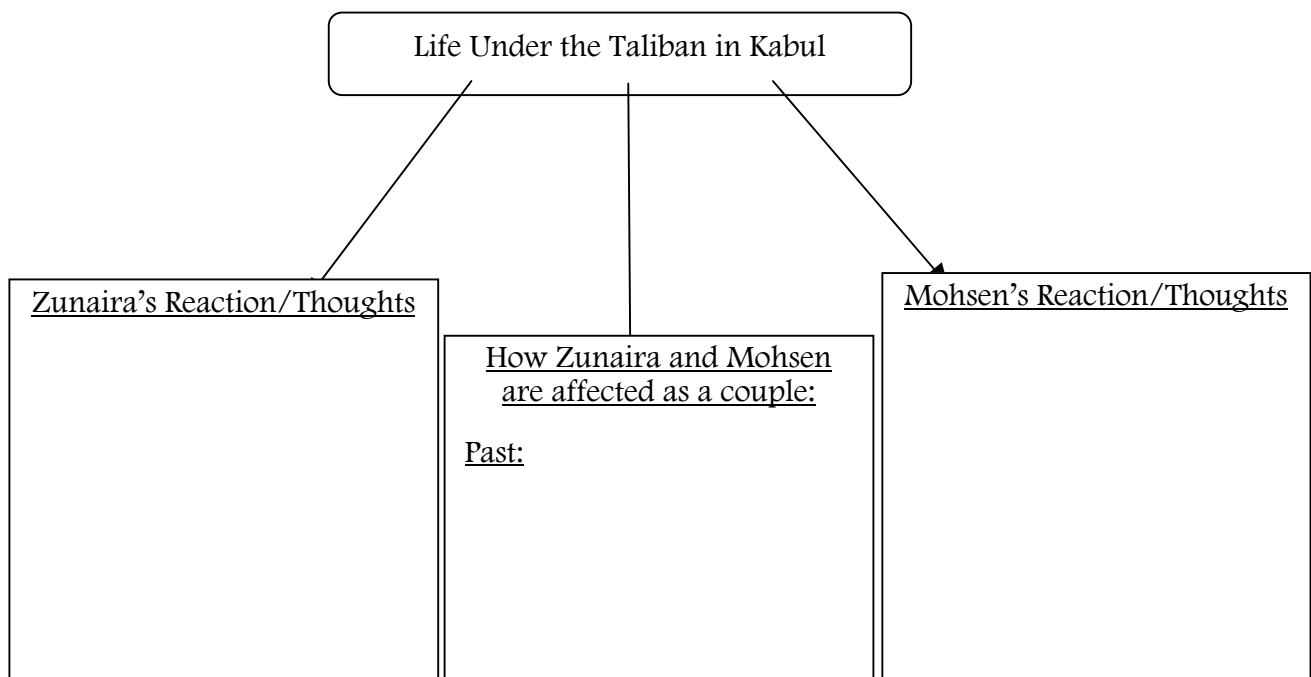 Life Under the Taliban in Kabul
Zunaira’s Reaction/Thoughts
How Zunaira and Mohsen
are affected as a couple:
Past:
Mohsen’s Reaction/Thoughts